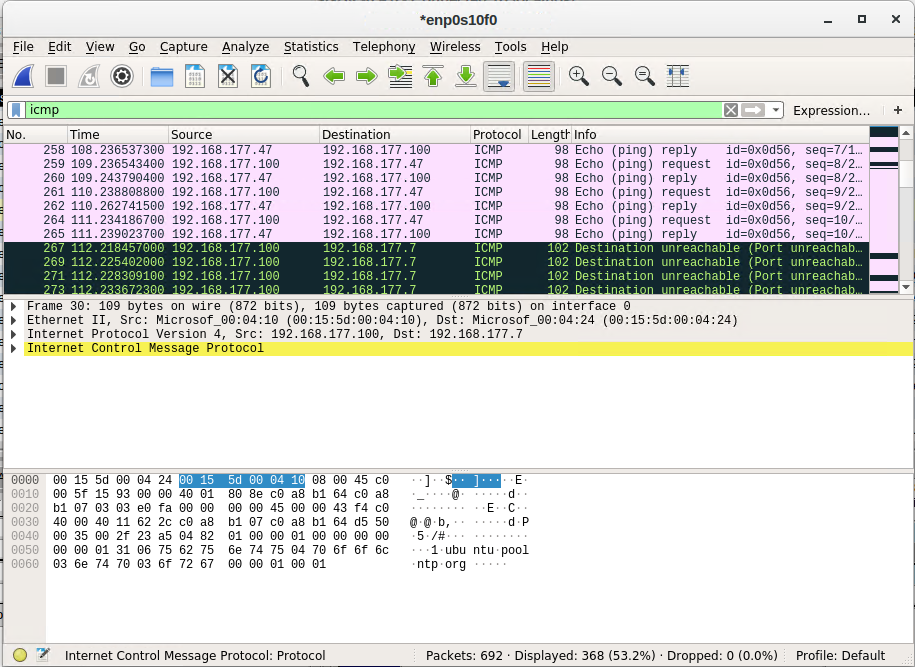 *enp0s10f0
File Edit View Go Capture Analyze Statistics Telephony Wireless Tools Help
icmp Expression... +
No. Time Source Destination Protocol Length Info
258 108.236537300 192.168.177.47 192.168.177.100 ICMP 98 Echo (ping) reply id=0x0d56, seq=7/1…
259 109.236543400 192.168.177.100 192.168.177.47 ICMP 98 Echo (ping) request id=0x0d56, seq=8/2…
260 109.243790400 192.168.177.47 192.168.177.100 ICMP 98 Echo (ping) reply id=0x0d56, seq=8/2…
261 110.238808800 192.168.177.100 192.168.177.47 ICMP 98 Echo (ping) request id=0x0d56, seq=9/2…
262 110.262741500 192.168.177.47 192.168.177.100 ICMP 98 Echo (ping) reply id=0x0d56, seq=9/2…
264 111.234186700 192.168.177.100 192.168.177.47 ICMP 98 Echo (ping) request id=0x0d56, seq=10/…
265 111.239023700 192.168.177.47 192.168.177.100 ICMP 98 Echo (ping) reply id=0x0d56, seq=10/…
267 112.218457000 192.168.177.100 192.168.177.7 ICMP 102 Destination unreachable (Port unreachab…
269 112.225402000 192.168.177.100 192.168.177.7 ICMP 102 Destination unreachable (Port unreachab…
271 112.228309100 192.168.177.100 192.168.177.7 ICMP 102 Destination unreachable (Port unreachab…
273 112.233672300 192.168.177.100 192.168.177.7 ICMP 102 Destination unreachable (Port unreachab…
Frame 30: 109 bytes on wire (872 bits), 109 bytes captured (872 bits) on interface 0
Ethernet II, Src: Microsof_00:04:10 (00:15:5d:00:04:10), Dst: Microsof_00:04:24 (00:15:5d:00:04:24)
Internet Protocol Version 4, Src: 192.168.177.100, Dst: 192.168.177.7
Internet Control Message Protocol
0000 00 15 5d 00 04 24 00 15 5d 00 04 10 08 00 45 c0 ··]··$·· ]·····E·
0010 00 5f 15 93 00 00 40 01 80 8e c0 a8 b1 64 c0 a8 ·_····@· ·····d··
0020 b1 07 03 03 e0 fa 00 00 00 00 45 00 00 43 f4 c0 ········ ··E··C··
0030 40 00 40 11 62 2c c0 a8 b1 07 c0 a8 b1 64 d5 50 @·@·b,·· ·····d·P
0040 00 35 00 2f 23 a5 04 82 01 00 00 01 00 00 00 00 ·5·/#··· ········
0050 00 00 01 31 06 75 62 75 6e 74 75 04 70 6f 6f 6c ···1·ubu ntu·pool
0060 03 6e 74 70 03 6f 72 67 00 00 01 00 01 ·ntp·org ·····
Internet Control Message Protocol: Protocol Packets: 692 · Displayed: 368 (53.2%) · Dropped: 0 (0.0%) Profile: Default